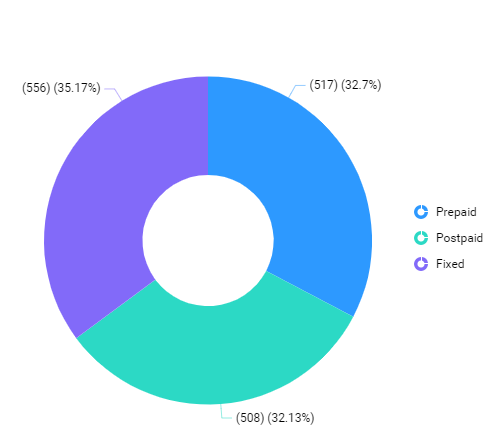 (556) (35.17%)
(517) (32.7%)
Prepaid
Postpaid
Fixed
(508) (32.13%)